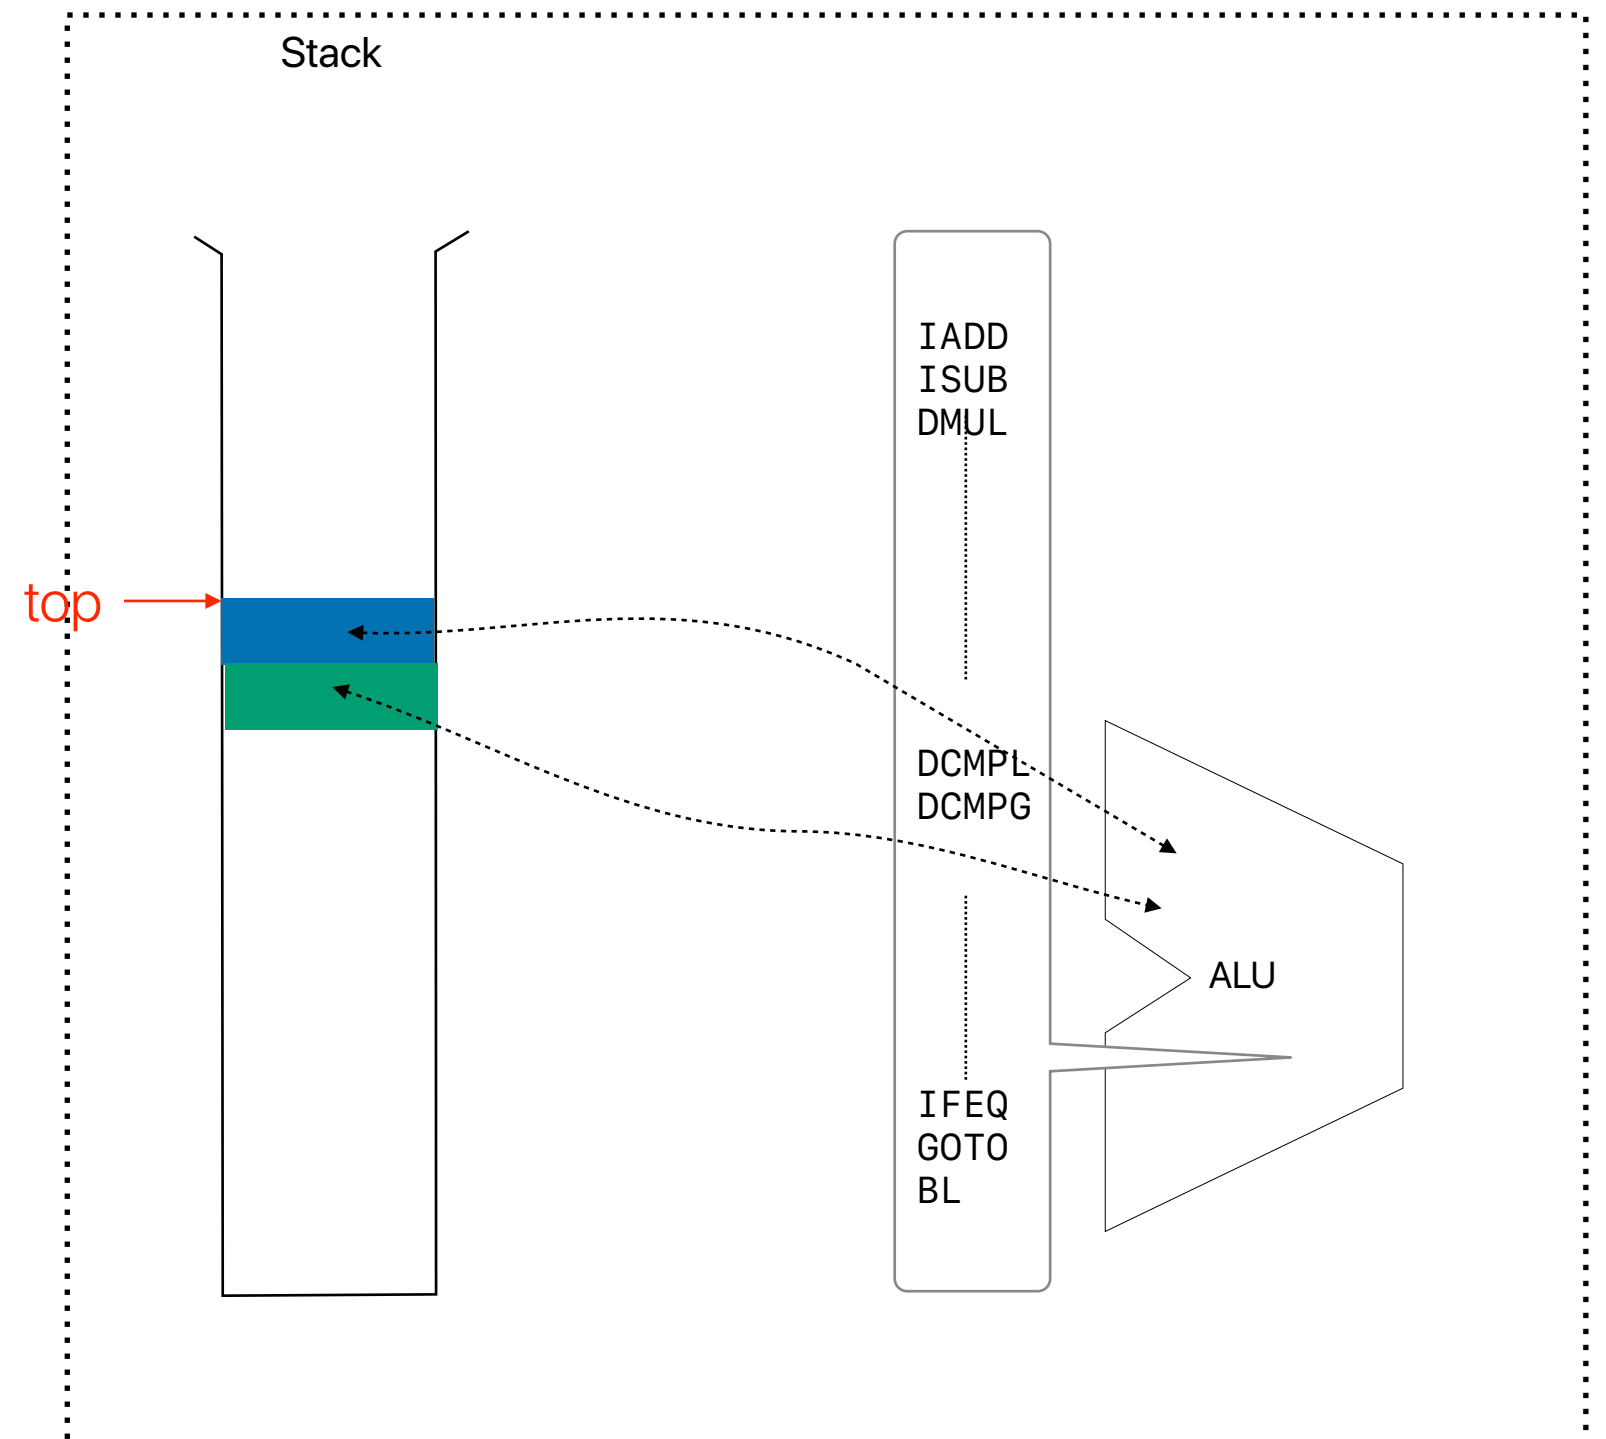 Stack
IADD
ISUB
DMUL
top
DCMPL
DCMPG
ALU
IFEQ
GOTO
BL